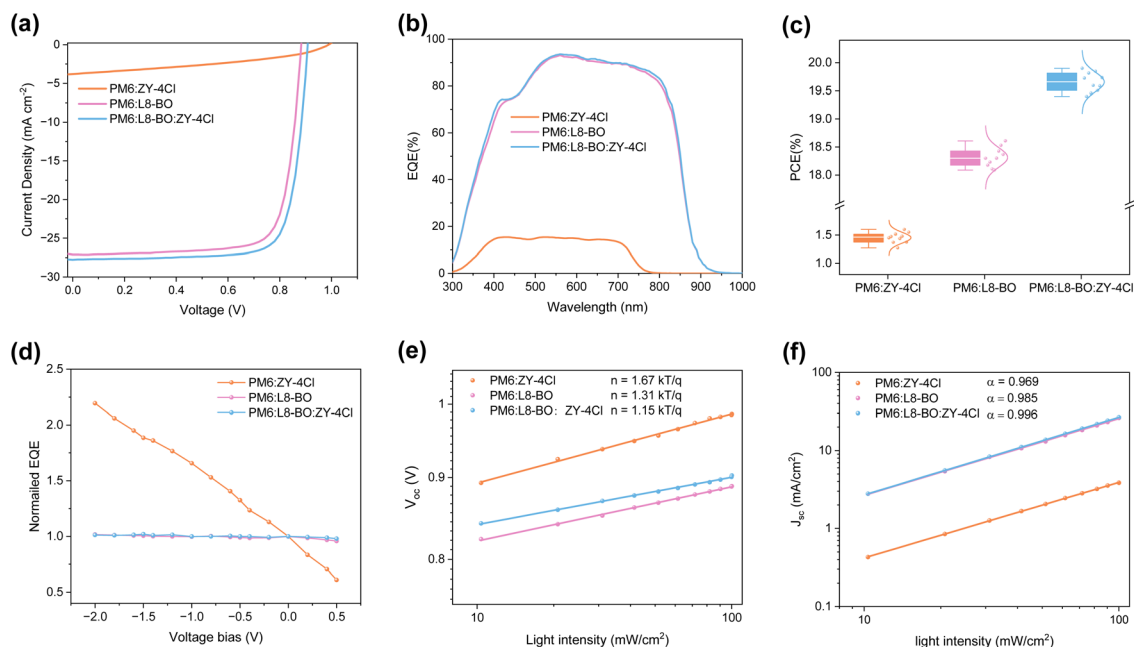 (a)
0
−5
−10
−15
−20
−25
−30
Current Density (mA cm⁻²)
PM6:ZY-4Cl
PM6:L8-BO
PM6:L8-BO:ZY-4Cl
0.0 0.2 0.4 0.6 0.8 1.0
Voltage (V)
(b)
100
80
60
40
20
0
EQE(%)
PM6:ZY-4Cl
PM6:L8-BO
PM6:L8-BO:ZY-4Cl
300 400 500 600 700 800 900 1000
Wavelength (nm)
(c)
20.0
19.5
18.5
18.0
1.5
1.0
PCE(%)
PM6:ZY-4Cl PM6:L8-BO PM6:L8-BO:ZY-4Cl
(d)
2.5
2.0
1.5
1.0
0.5
Normailed EQE
PM6:ZY-4Cl
PM6:L8-BO
PM6:L8-BO:ZY-4Cl
−2.0 −1.5 −1.0 −0.5 0.0 0.5
Voltage bias (V)
(e)
1
0.9
0.8
Voc (V)
PM6:ZY-4Cl n = 1.67 kT/q
PM6:L8-BO n = 1.31 kT/q
PM6:L8-BO: ZY-4Cl n = 1.15 kT/q
10 100
Light intensity (mW/cm²)
(f)
100
10
1
0.1
Jsc (mA/cm²)
PM6:ZY-4Cl α = 0.969
PM6:L8-BO α = 0.985
PM6:L8-BO:ZY-4Cl α = 0.996
10 100
light intensity (mW/cm²)